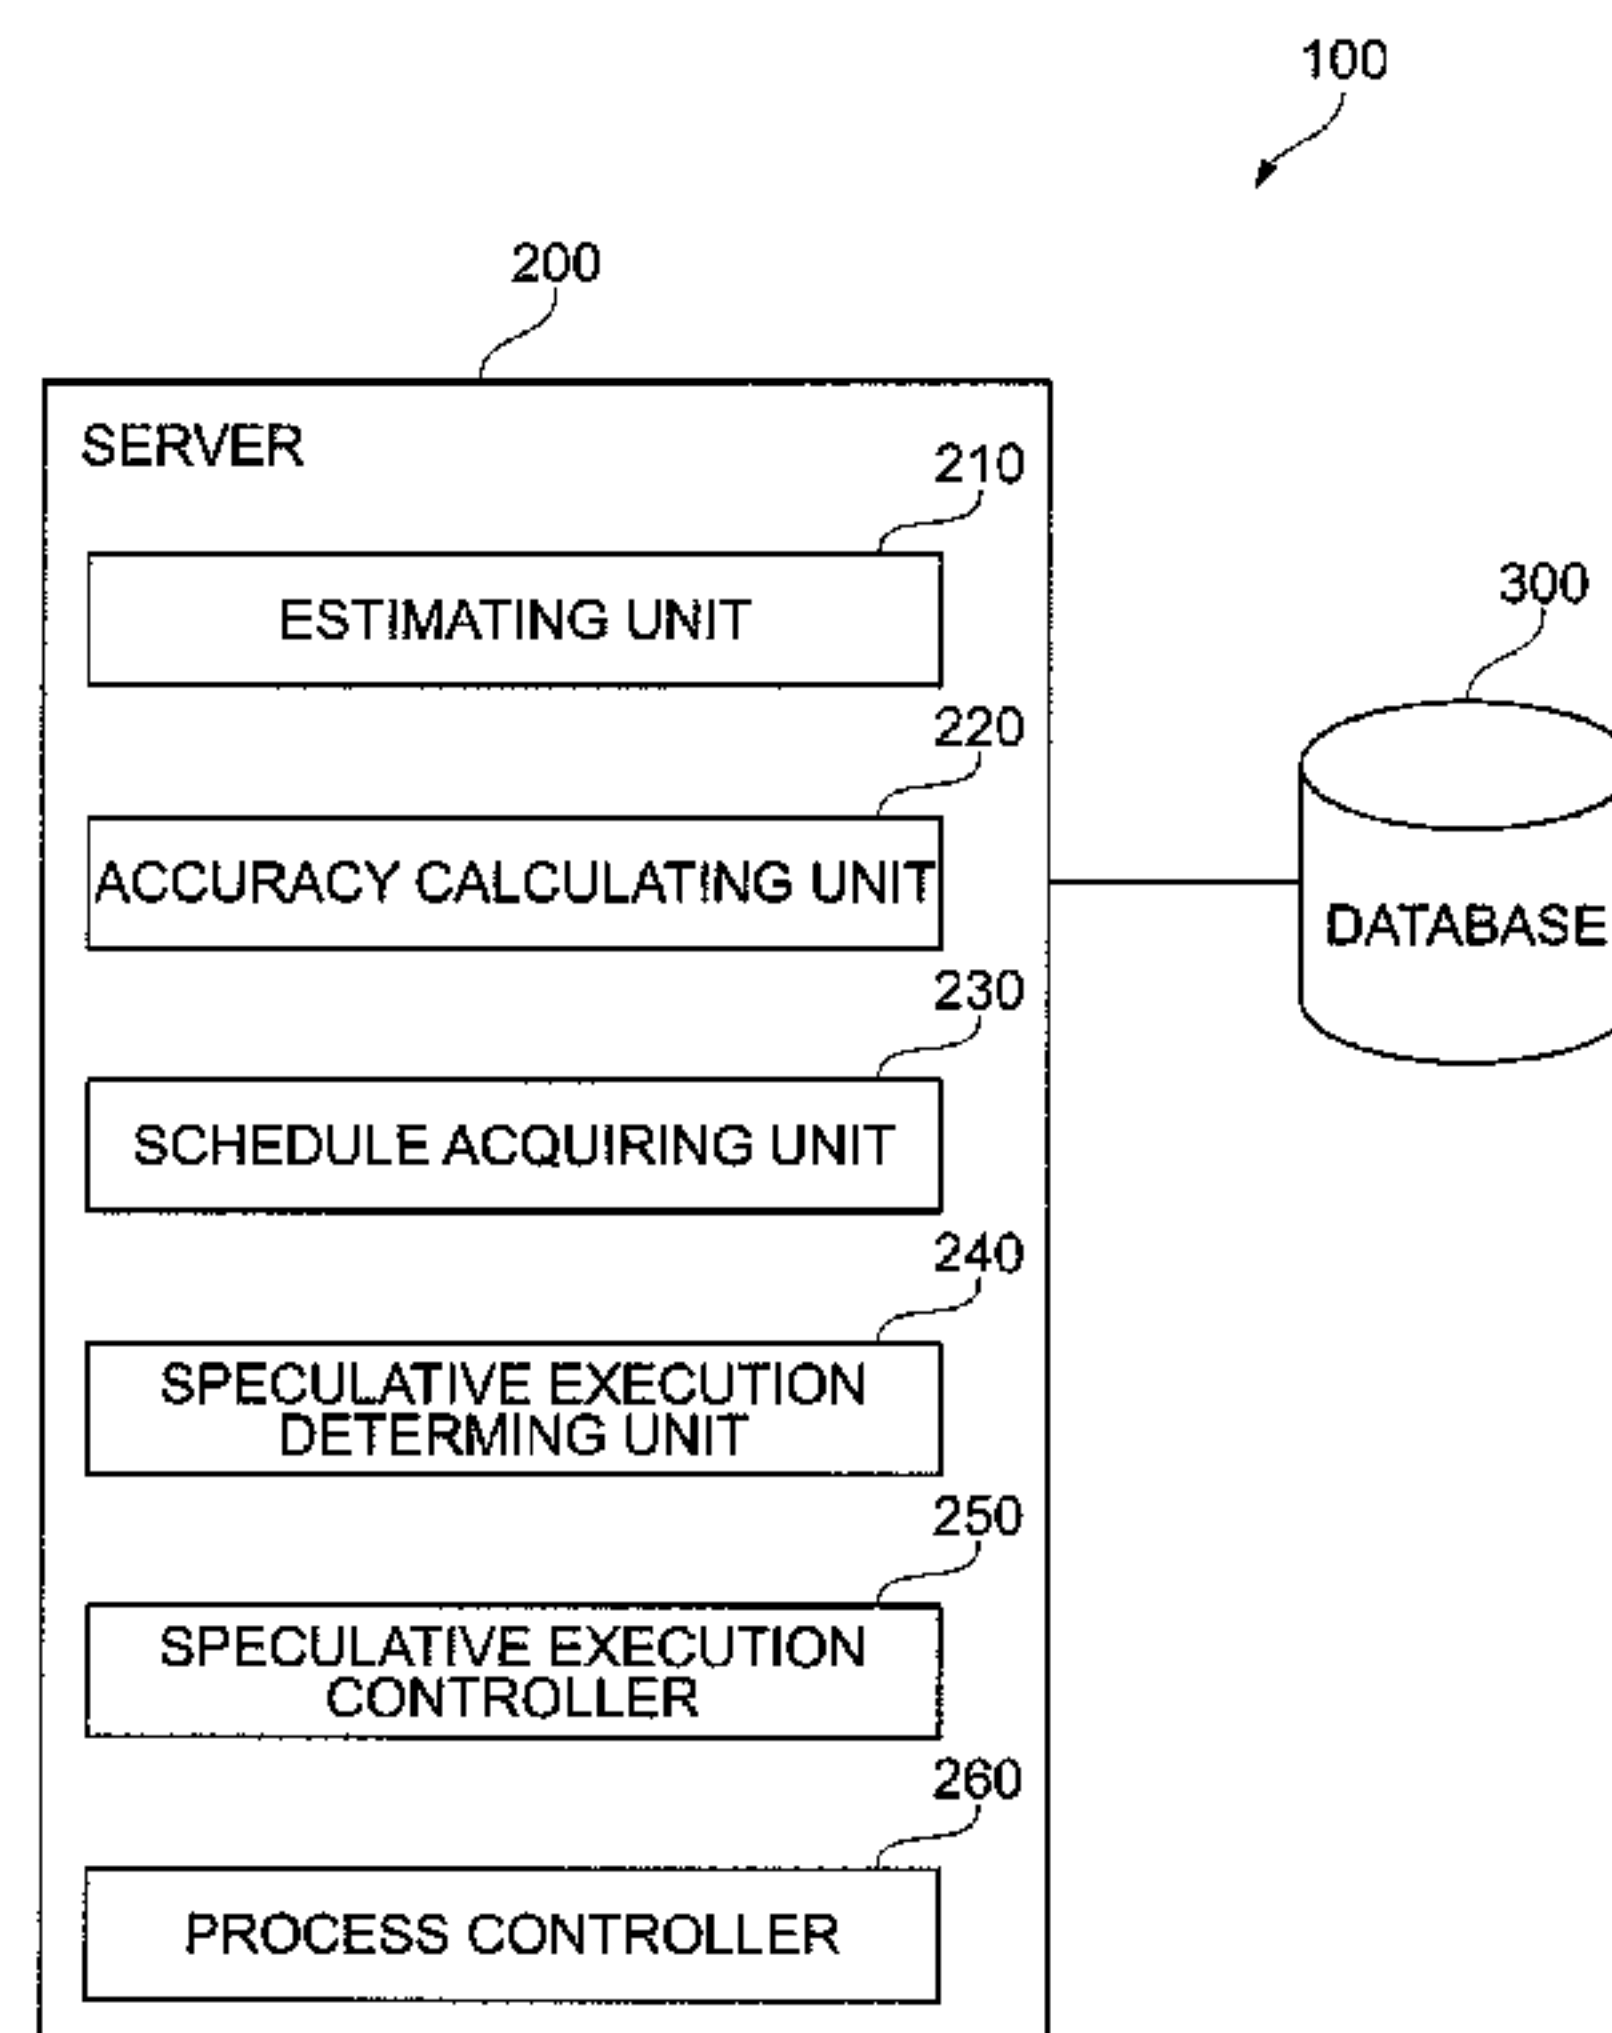 100
200
SERVER
210
ESTIMATING UNIT
300
220
ACCURACY CALCULATING UNIT
DATABASE
230
SCHEDULE ACQUIRING UNIT
240
SPECULATIVE EXECUTION
DETERMING UNIT
250
SPECULATIVE EXECUTION
CONTROLLER
260
PROCESS CONTROLLER